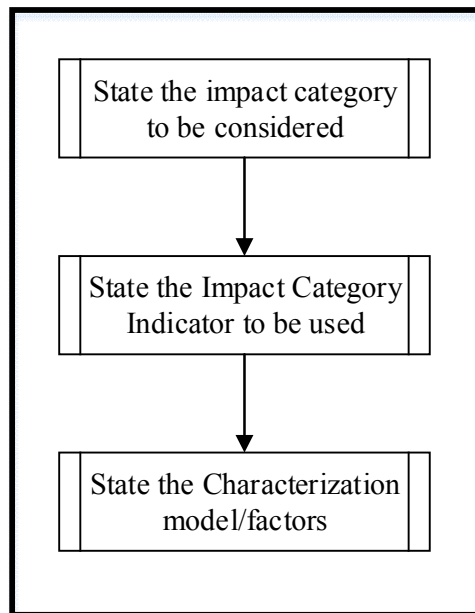 State the impact category
to be considered
State the Impact Category
Indicator to be used
State the Characterization
model/factors